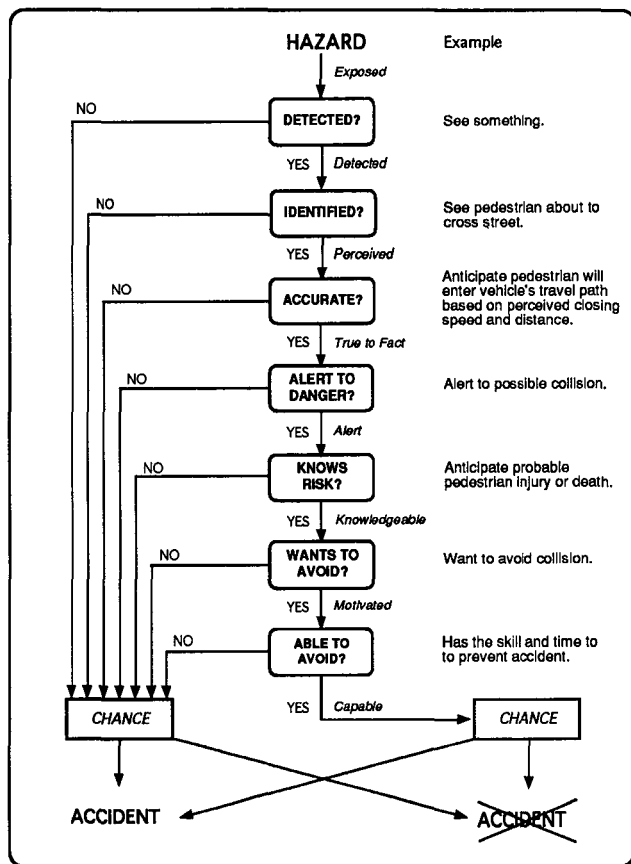 HAZARD
Example
Exposed
NO
DETECTED?
See something.
YES
Detected
NO
IDENTIFIED?
See pedestrian about to
cross street.
YES
Perceived
NO
ACCURATE?
Anticipate pedestrian will
enter vehicle's travel path
based on perceived closing
speed and distance.
YES
True to Fact
NO
ALERT TO
DANGER?
Alert to possible collision.
YES
Alert
NO
KNOWS
RISK?
Anticipate probable
pedestrian injury or death.
YES
Knowledgeable
NO
WANTS TO
AVOID?
Want to avoid collision.
YES
Motivated
NO
ABLE TO
AVOID?
Has the skill and time to
to prevent accident.
YES
Capable
CHANCE
CHANCE
ACCIDENT
ACCIDENT